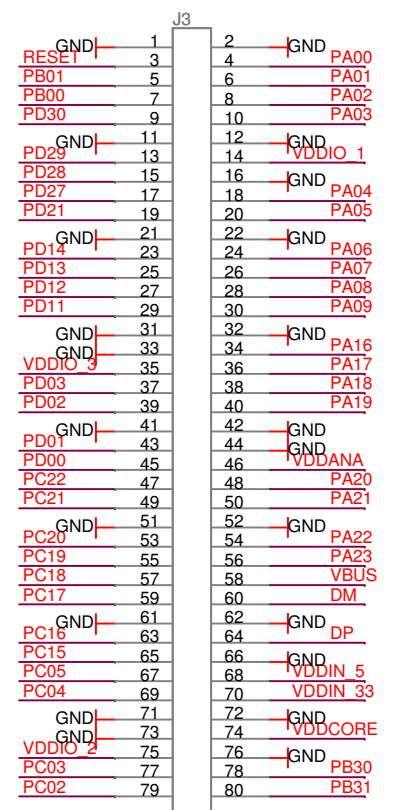 J3
GND 1 2 GND
RESET 3 4 PA00
PB01 5 6 PA01
PB00 7 8 PA02
PD30 9 10 PA03
GND 11 12 GND
PD29 13 14 VDDIO_1
PD28 15 16 GND
PD27 17 18 PA04
PD21 19 20 PA05
GND 21 22 GND
PD14 23 24 PA06
PD13 25 26 PA07
PD12 27 28 PA08
PD11 29 30 PA09
GND 31 32 GND
GND 33 34 PA16
VDDIO_3 35 36 PA17
PD03 37 38 PA18
PD02 39 40 PA19
GND 41 42 GND
PD01 43 44 GND
PD00 45 46 VDDANA
PC22 47 48 PA20
PC21 49 50 PA21
GND 51 52 GND
PC20 53 54 PA22
PC19 55 56 PA23
PC18 57 58 VBUS
PC17 59 60 DM
GND 61 62 GND
PC16 63 64 DP
PC15 65 66 GND
PC05 67 68 VDDIN_5
PC04 69 70 VDDIN_33
GND 71 72 GND
GND 73 74 VDDCORE
VDDIO_2 75 76 GND
PC03 77 78 PB30
PC02 79 80 PB31